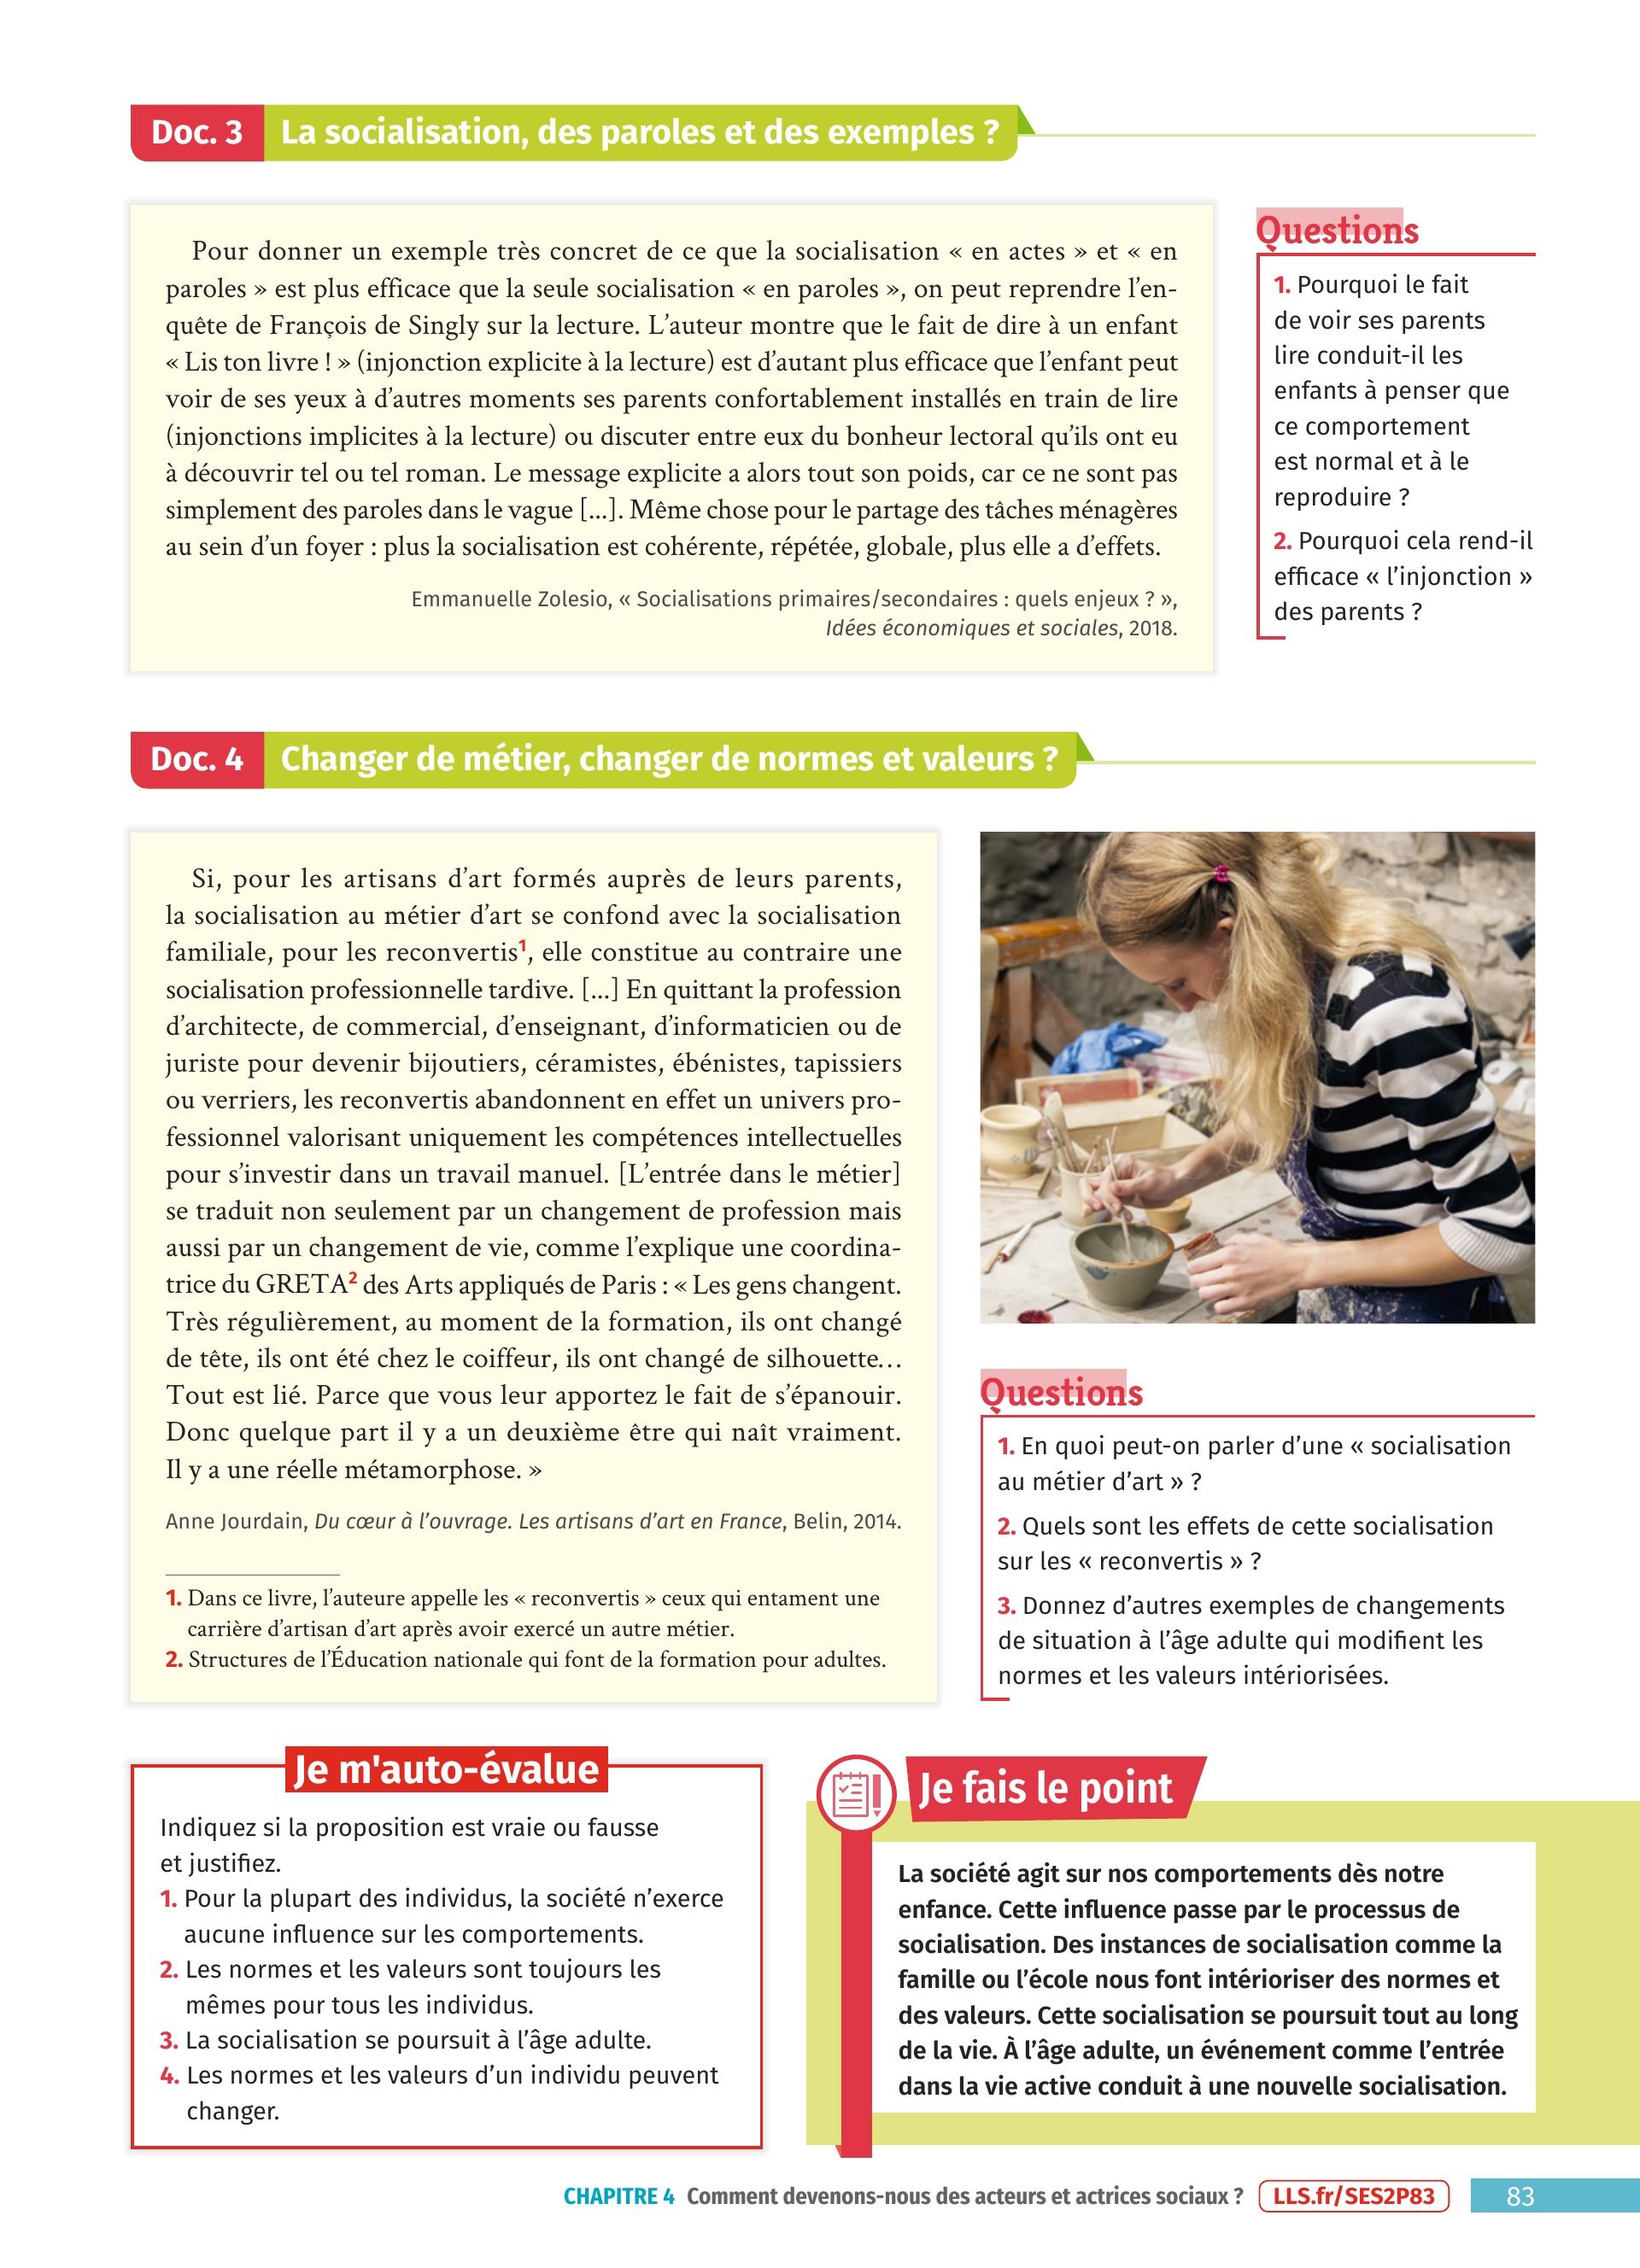 Doc. 3 La socialisation, des paroles et des exemples ?
Pour donner un exemple très concret de ce que la socialisation « en actes » et « en
paroles » est plus efficace que la seule socialisation « en paroles », on peut reprendre l’en-
quête de François de Singly sur la lecture. L’auteur montre que le fait de dire à un enfant
« Lis ton livre ! » (injonction explicite à la lecture) est d’autant plus efficace que l’enfant peut
voir de ses yeux à d’autres moments ses parents confortablement installés en train de lire
(injonctions implicites à la lecture) ou discuter entre eux du bonheur lectoral qu’ils ont eu
à découvrir tel ou tel roman. Le message explicite a alors tout son poids, car ce ne sont pas
simplement des paroles dans le vague [...]. Même chose pour le partage des tâches ménagères
au sein d’un foyer : plus la socialisation est cohérente, répétée, globale, plus elle a d’effets.
Emmanuelle Zolesio, « Socialisations primaires/secondaires : quels enjeux ? »,
Idées économiques et sociales, 2018.
Questions
1. Pourquoi le fait
de voir ses parents
lire conduit-il les
enfants à penser que
ce comportement
est normal et à le
reproduire ?
2. Pourquoi cela rend-il
efficace « l’injonction »
des parents ?
Doc. 4 Changer de métier, changer de normes et valeurs ?
Si, pour les artisans d’art formés auprès de leurs parents,
la socialisation au métier d’art se confond avec la socialisation
familiale, pour les reconvertis1, elle constitue au contraire une
socialisation professionnelle tardive. [...] En quittant la profession
d’architecte, de commercial, d’enseignant, d’informaticien ou de
juriste pour devenir bijoutiers, céramistes, ébénistes, tapissiers
ou verriers, les reconvertis abandonnent en effet un univers pro-
fessionnel valorisant uniquement les compétences intellectuelles
pour s’investir dans un travail manuel. [L’entrée dans le métier]
se traduit non seulement par un changement de profession mais
aussi par un changement de vie, comme l’explique une coordina-
trice du GRETA2 des Arts appliqués de Paris : « Les gens changent.
Très régulièrement, au moment de la formation, ils ont changé
de tête, ils ont été chez le coiffeur, ils ont changé de silhouette…
Tout est lié. Parce que vous leur apportez le fait de s’épanouir.
Donc quelque part il y a un deuxième être qui naît vraiment.
Il y a une réelle métamorphose. »
Anne Jourdain, Du cœur à l’ouvrage. Les artisans d’art en France, Belin, 2014.
1. Dans ce livre, l’auteure appelle les « reconvertis » ceux qui entament une
carrière d’artisan d’art après avoir exercé un autre métier.
2. Structures de l’Éducation nationale qui font de la formation pour adultes.
Questions
1. En quoi peut-on parler d’une « socialisation
au métier d’art » ?
2. Quels sont les effets de cette socialisation
sur les « reconvertis » ?
3. Donnez d’autres exemples de changements
de situation à l’âge adulte qui modifient les
normes et les valeurs intériorisées.
Je m'auto-évalue
Indiquez si la proposition est vraie ou fausse
et justifiez.
1. Pour la plupart des individus, la société n’exerce
aucune influence sur les comportements.
2. Les normes et les valeurs sont toujours les
mêmes pour tous les individus.
3. La socialisation se poursuit à l’âge adulte.
4. Les normes et les valeurs d’un individu peuvent
changer.
Je fais le point
La société agit sur nos comportements dès notre
enfance. Cette influence passe par le processus de
socialisation. Des instances de socialisation comme la
famille ou l’école nous font intérioriser des normes et
des valeurs. Cette socialisation se poursuit tout au long
de la vie. À l’âge adulte, un événement comme l’entrée
dans la vie active conduit à une nouvelle socialisation.
CHAPITRE 4 Comment devenons-nous des acteurs et actrices sociaux ? LLS.fr/SES2P83 83